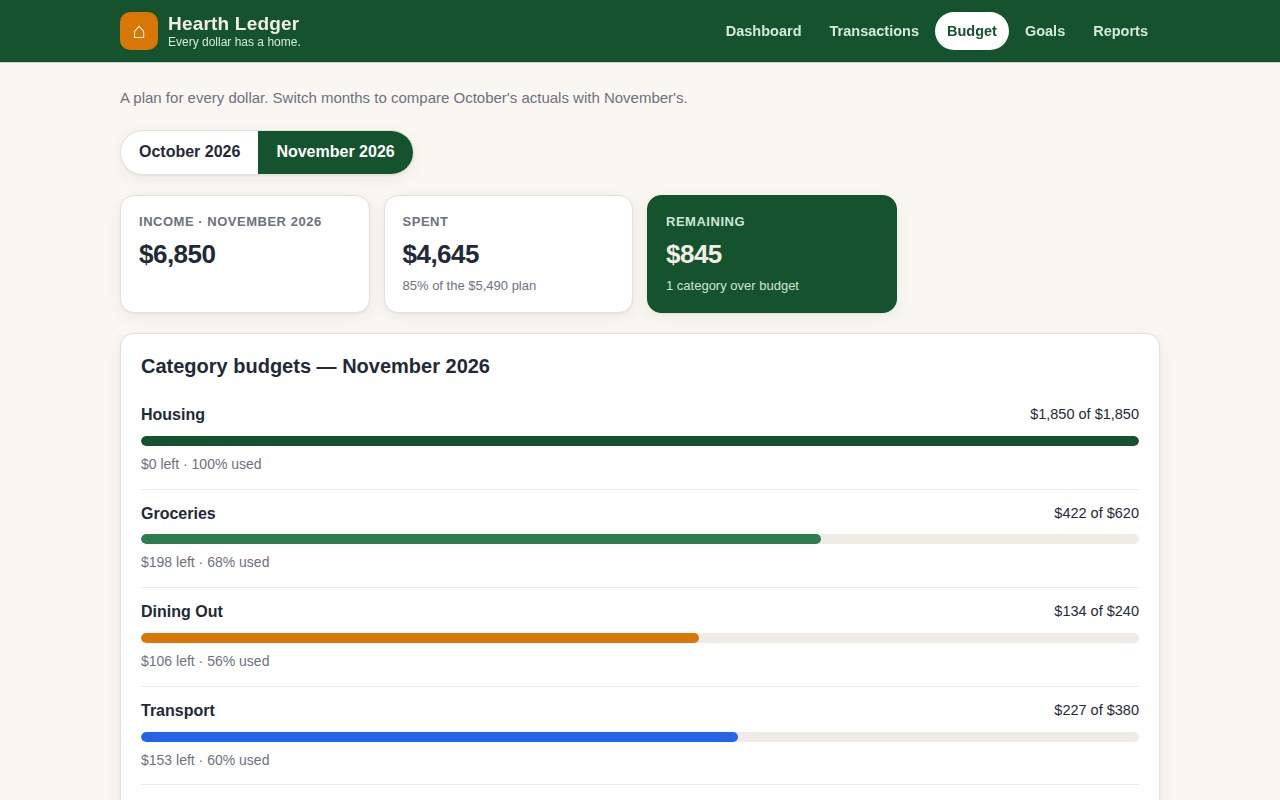 Hearth Ledger
Every dollar has a home.
Dashboard
Transactions
Budget
Goals
Reports
A plan for every dollar. Switch months to compare October's actuals with November's.
October 2026
November 2026
INCOME · NOVEMBER 2026
$6,850
SPENT
$4,645
85% of the $5,490 plan
REMAINING
$845
1 category over budget
Category budgets — November 2026
Housing
$1,850 of $1,850
$0 left · 100% used
Groceries
$422 of $620
$198 left · 68% used
Dining Out
$134 of $240
$106 left · 56% used
Transport
$227 of $380
$153 left · 60% used